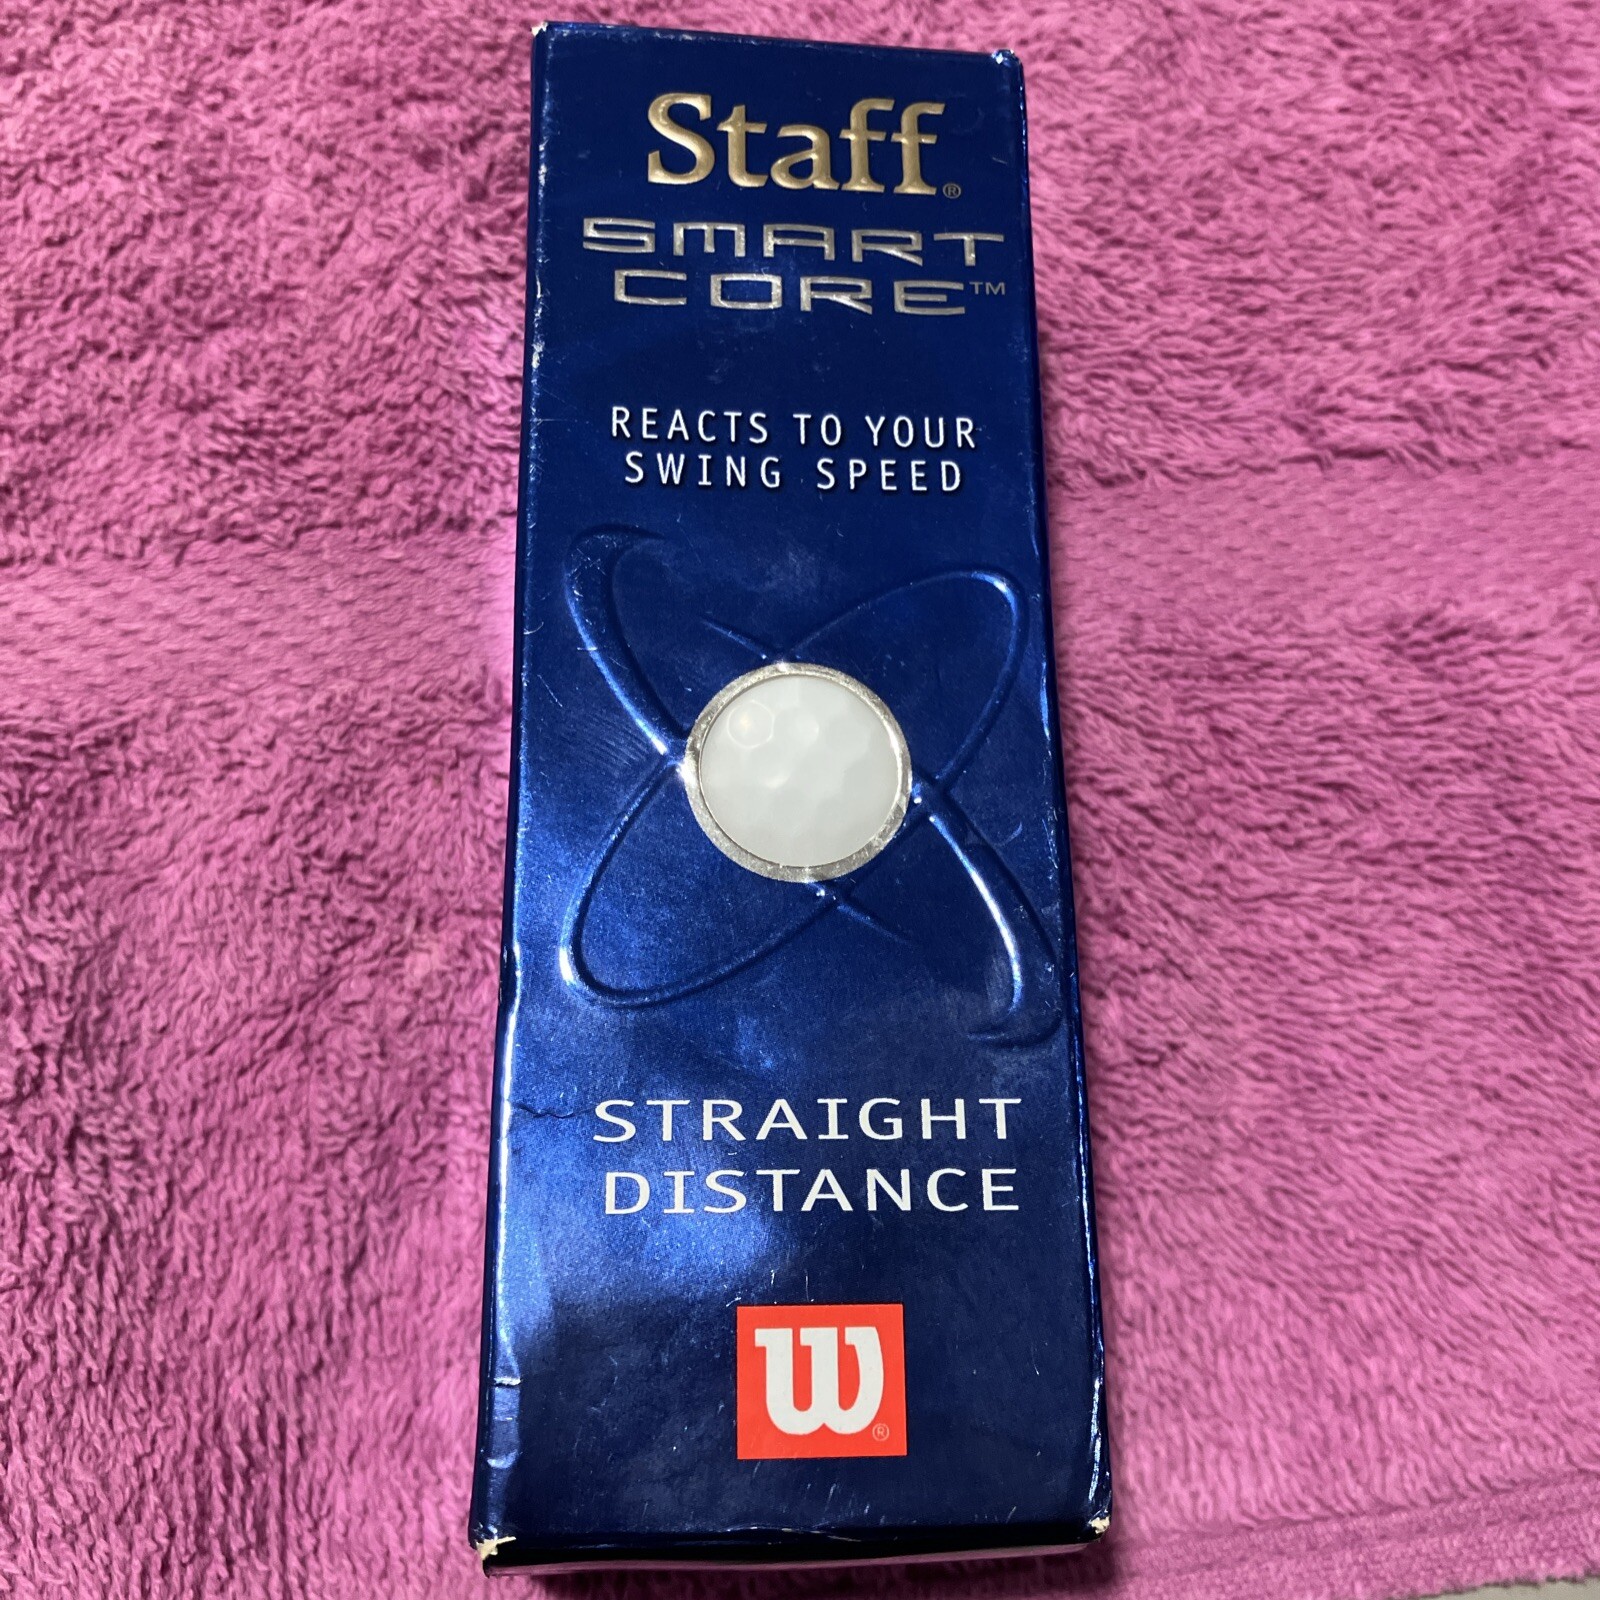 Staff®
SMART
CORE™
REACTS TO YOUR
SWING SPEED
STRAIGHT
DISTANCE
W®